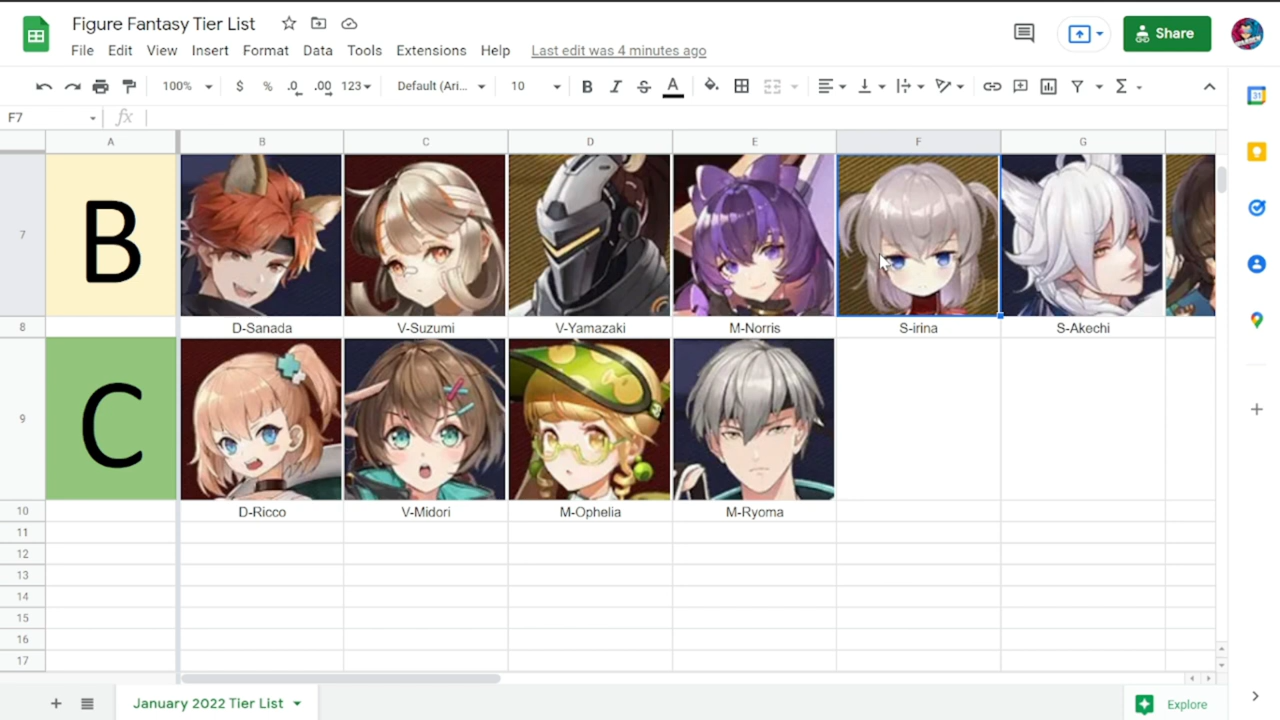 Figure Fantasy Tier List
File Edit View Insert Format Data Tools Extensions Help Last edit was 4 minutes ago
Share
100% $ % .0 .00 123 Default (Ari... 10 B I S A
F7 fx
A B C D E F G
7 B
8 D-Sanada V-Suzumi V-Yamazaki M-Norris S-irina S-Akechi
9 C
10 D-Ricco V-Midori M-Ophelia M-Ryoma
11
12
13
14
15
16
17
January 2022 Tier List
Explore